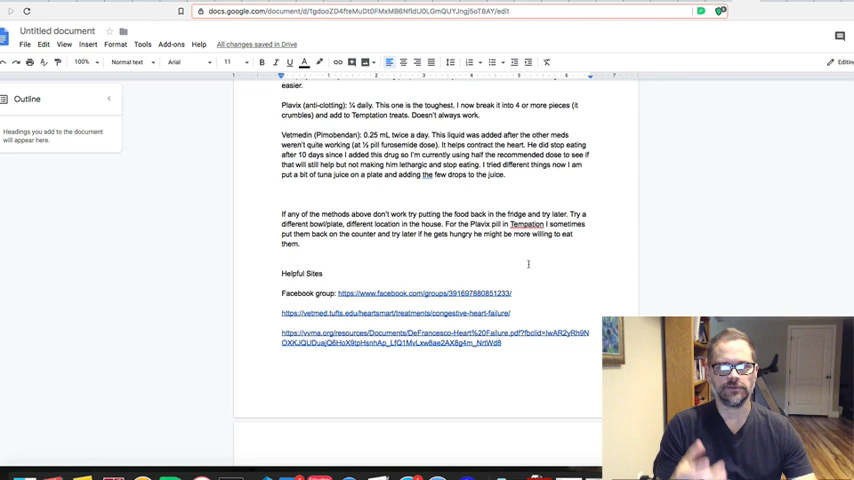 docs.google.com/document/d/1gdooZD4fteMuDt0FMxMB6NfldU0LGmQUYJngj5oT8AY/edit
Untitled document
File Edit View Insert Format Tools Add-ons Help All changes saved in Drive
100% Normal text Arial 11 Editing
1 1 2 3 4 5 6 7
Outline
Headings you add to the document
will appear here.
easier.
Plavix (anti-clotting): ¼ daily. This one is the toughest. I now break it into 4 or more pieces (it
crumbles) and add to Temptation treats. Doesn't always work.
Vetmedin (Pimobendan): 0.25 mL twice a day. This liquid was added after the other meds
weren't quite working (at ½ pill furosemide dose). It helps contract the heart. He did stop eating
after 10 days since I added this drug so I'm currently using half the recommended dose to see if
that will still help but not making him lethargic and stop eating. I tried different things now I am
put a bit of tuna juice on a plate and adding the few drops to the juice.
If any of the methods above don't work try putting the food back in the fridge and try later. Try a
different bowl/plate, different location in the house. For the Plavix pill in Tempation I sometimes
put them back on the counter and try later if he gets hungry he might be more willing to eat
them.
Helpful Sites
Facebook group: https://www.facebook.com/groups/391697880851233/
https://vetmed.tufts.edu/heartsmart/treatments/congestive-heart-failure/
https://vvma.org/resources/Documents/DeFrancesco-Heart%20Failure.pdf?fbclid=IwAR2yRh9N
OXKJQUDuajQ6HoX9tpHsnhAp_LfQ1MvLxw8ae2AX8g4m_NrtWd8